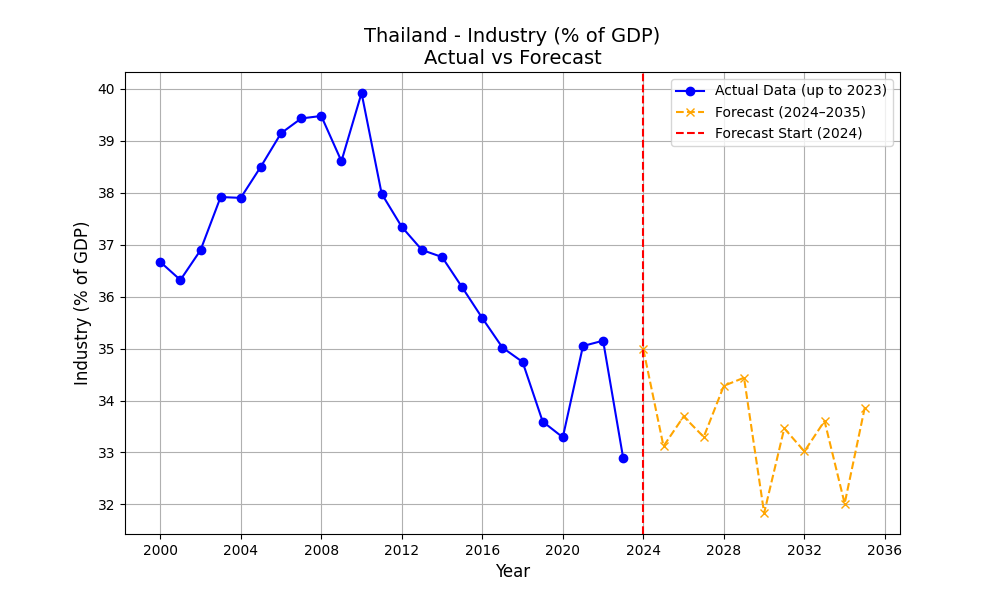 Thailand - Industry (% of GDP)
Actual vs Forecast
Actual Data (up to 2023)
Forecast (2024–2035)
Forecast Start (2024)
Industry (% of GDP)
40
39
38
37
36
35
34
33
32
2000 2004 2008 2012 2016 2020 2024 2028 2032 2036
Year